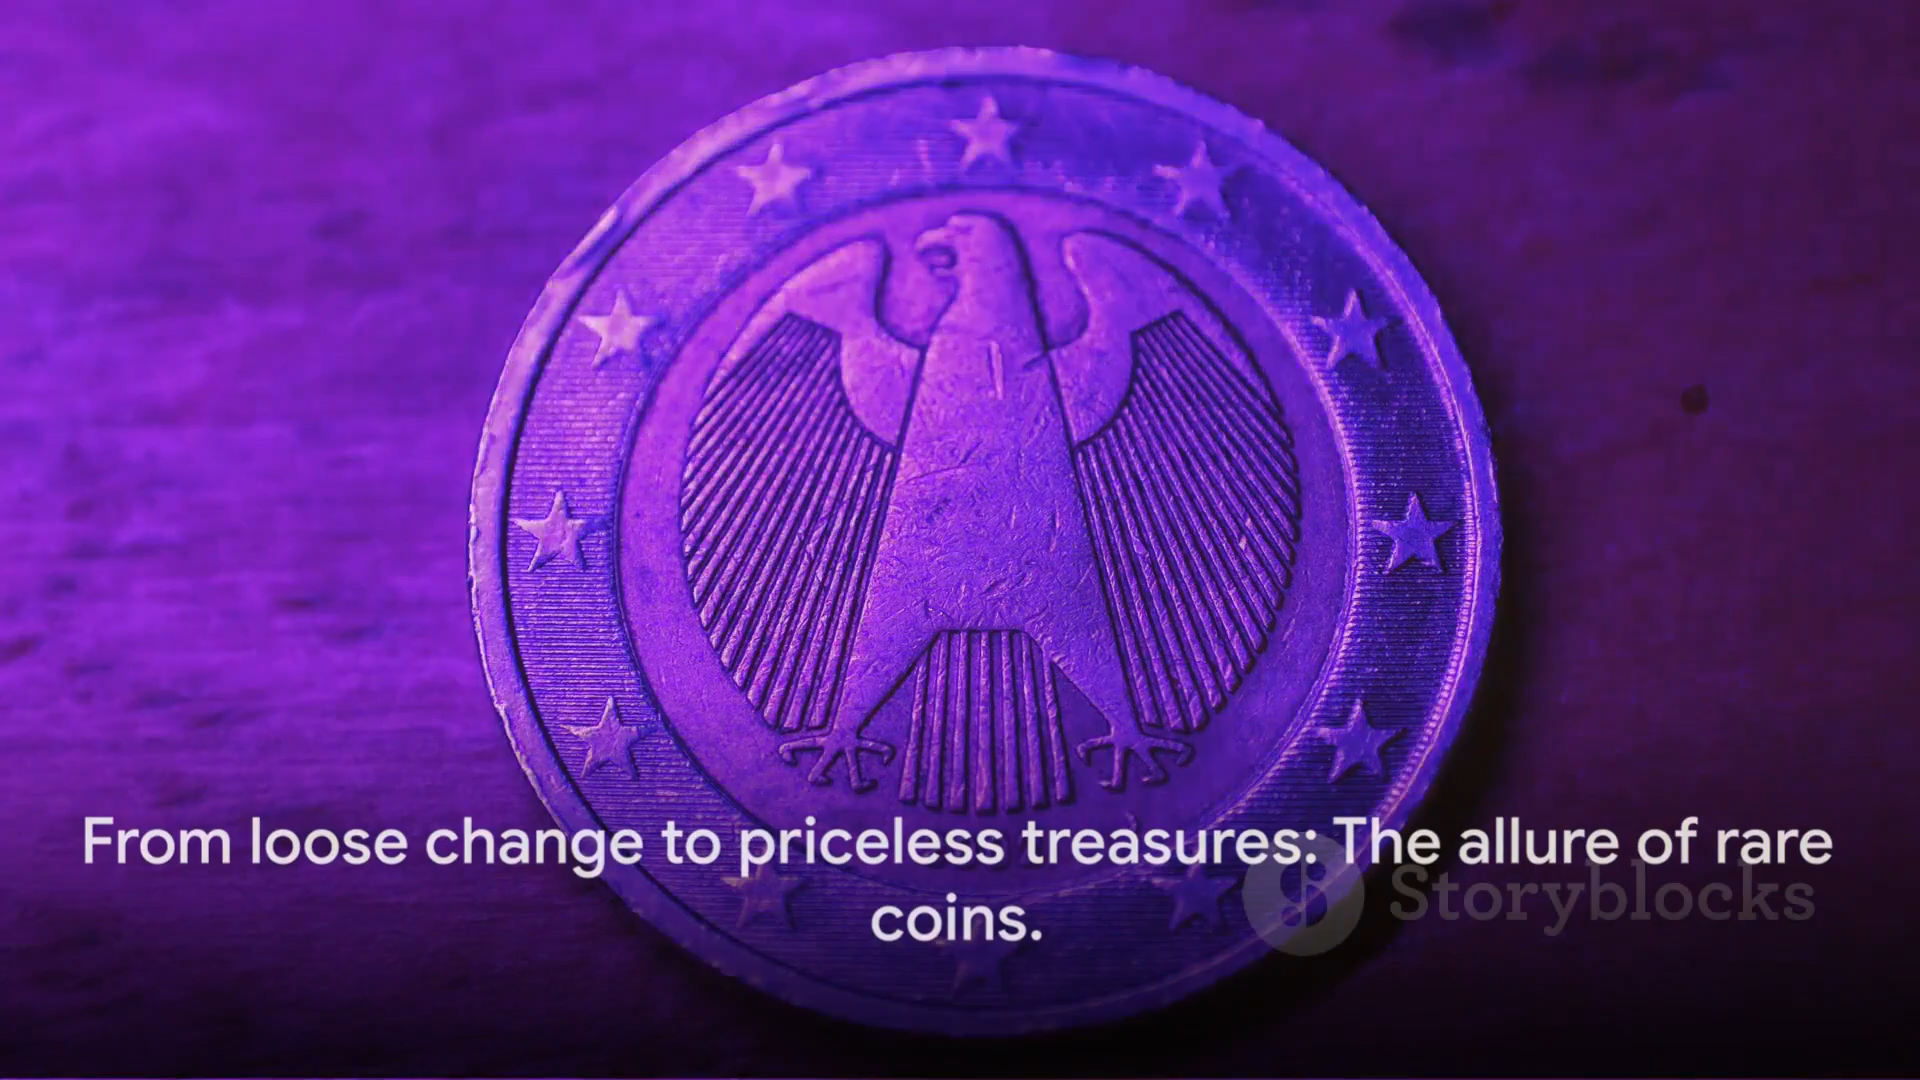 From loose change to priceless treasures: The allure of rare
coins.
Storyblocks